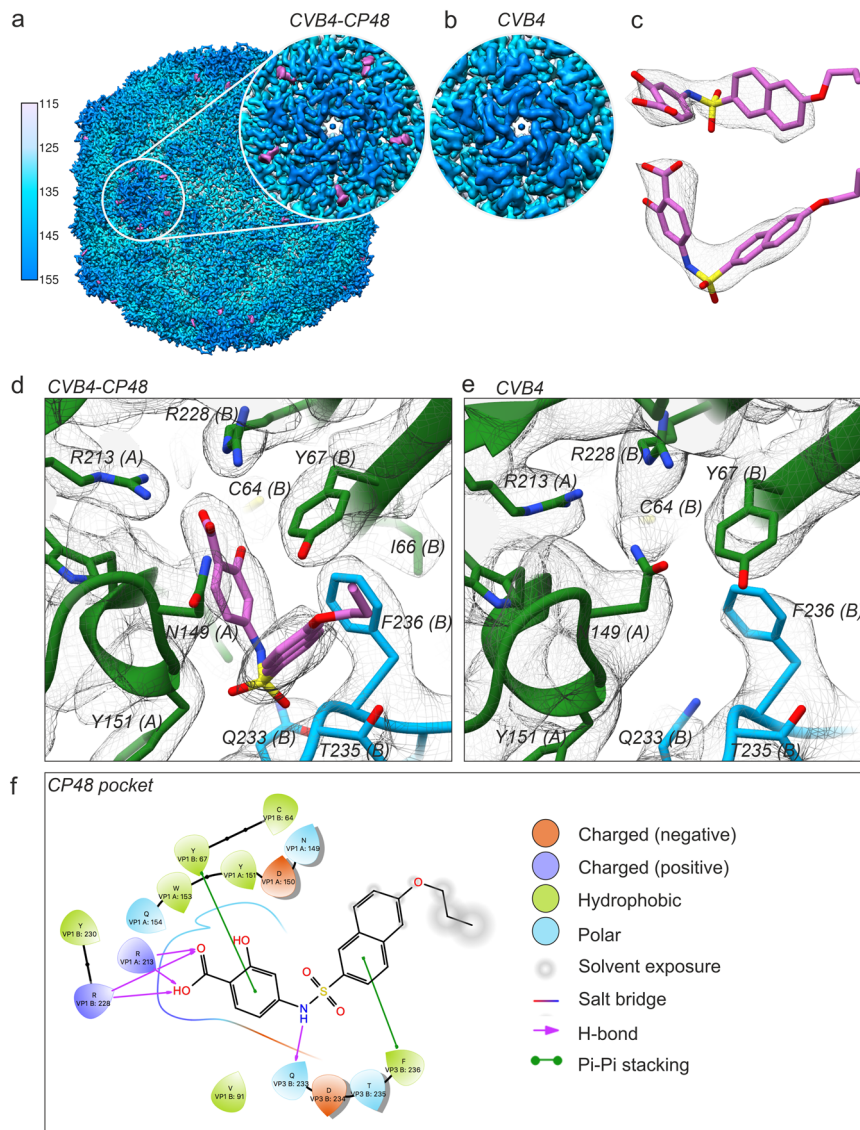 a
CVB4-CP48
b
CVB4
c
115
125
135
145
155
d
CVB4-CP48
R228 (B)
R213 (A)
Y67 (B)
C64 (B)
I66 (B)
N149 (A)
F236 (B)
Y151 (A)
Q233 (B)
T235 (B)
e
CVB4
R228 (B)
Y67 (B)
R213 (A)
C64 (B)
149 (A)
F236 (B)
Y151 (A)
Q233 (B)
T235 (B)
f
CP48 pocket
C
VP1 B: 64
Y
VP1 B: 67
N
VP1 A: 149
Y
VP1 A: 151
D
VP1 A: 150
W
VP1 A: 153
Q
VP1 A: 154
Y
VP1 B: 230
R
VP1 A: 213
R
VP1 B: 228
V
VP1 B: 91
O
HO
HO
N
H
S
O
O
O
Q
VP3 B: 233
D
VP3 B: 234
T
VP3 B: 235
F
VP3 B: 236
Charged (negative)
Charged (positive)
Hydrophobic
Polar
Solvent exposure
Salt bridge
H-bond
Pi-Pi stacking